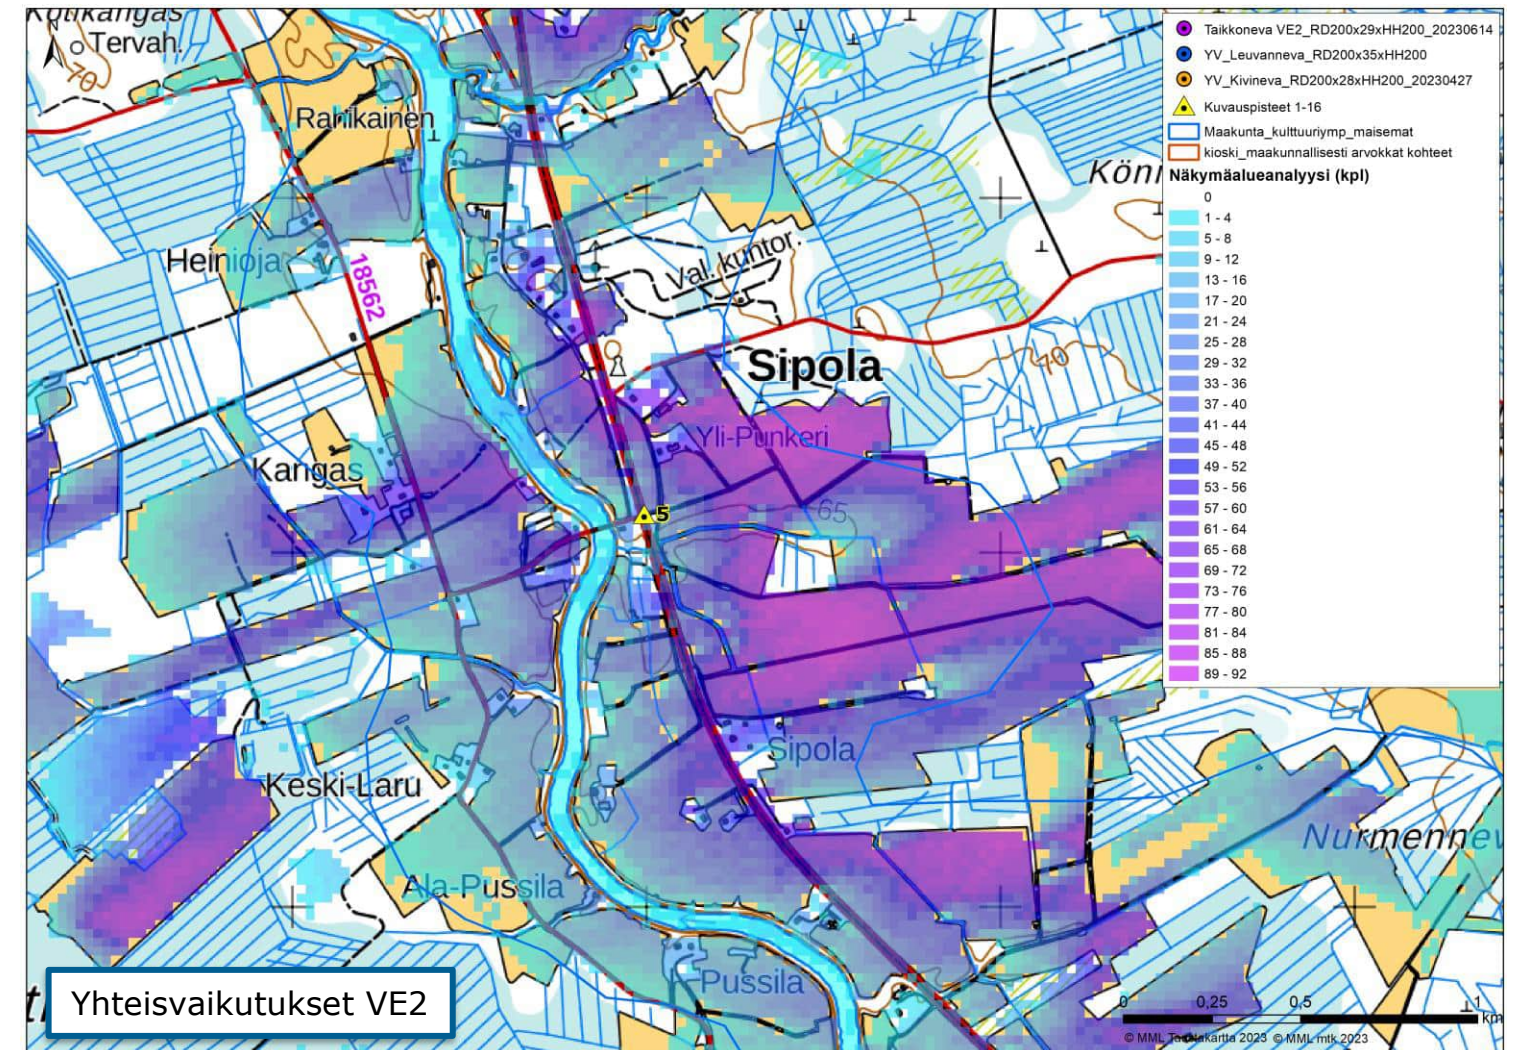 Kotikangas
Tervah.
70
Rahikainen
Heinioja
18562
Val. kuntor.
Sipola
70
Yli-Punkeri
Kangas
5
65
Sipola
Keski-Laru
Ala-Pussila
Pussila
Nurmennev
Taikkoneva VE2_RD200x29xHH200_20230614
YV_Leuvanneva_RD200x35xHH200
YV_Kivineva_RD200x28xHH200_20230427
Kuvauspisteet 1-16
Maakunta_kulttuuriymp_maisemat
kioski_maakunnallisesti arvokkat kohteet
Näkymäalueanalyysi (kpl)
0
1 - 4
5 - 8
9 - 12
13 - 16
17 - 20
21 - 24
25 - 28
29 - 32
33 - 36
37 - 40
41 - 44
45 - 48
49 - 52
53 - 56
57 - 60
61 - 64
65 - 68
69 - 72
73 - 76
77 - 80
81 - 84
85 - 88
89 - 92
Yhteisvaikutukset VE2
0 0,25 0,5 1
km
© MML Taustakartta 2023 © MML mtk 2023